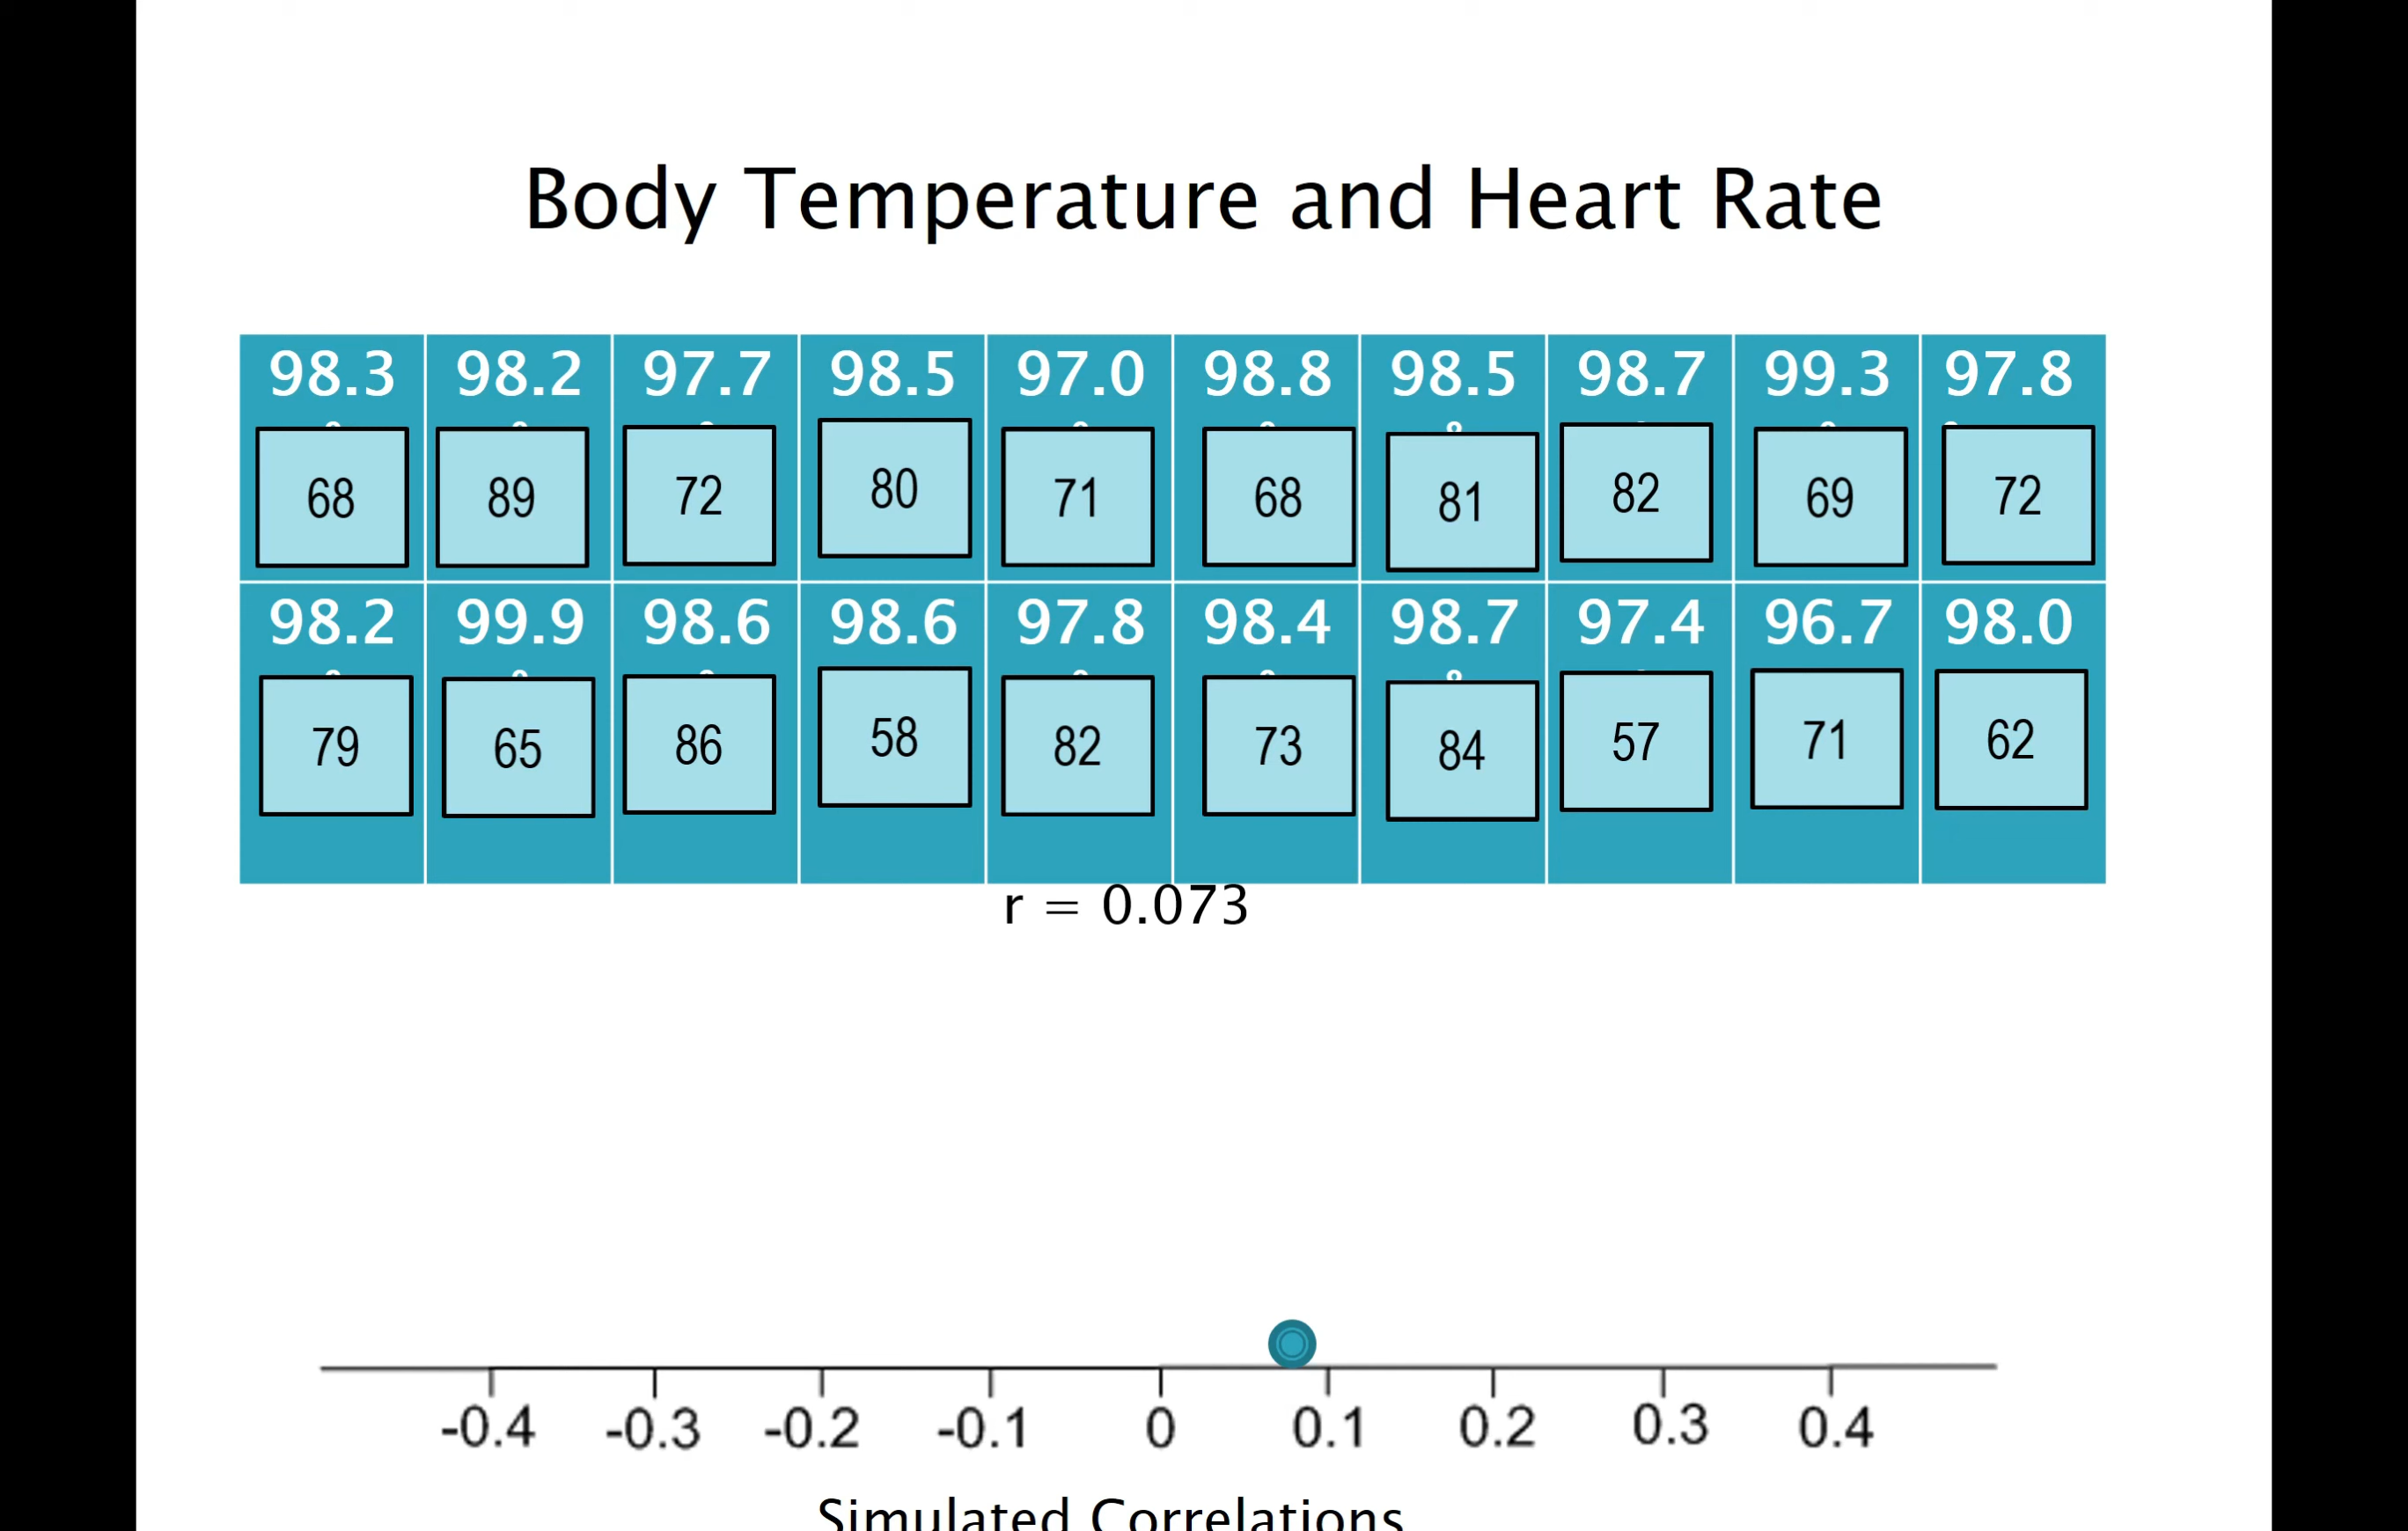 Body Temperature and Heart Rate
98.3 98.2 97.7 98.5 97.0 98.8 98.5 98.7 99.3 97.8
68 89 72 80 71 68 81 82 69 72
98.2 99.9 98.6 98.6 97.8 98.4 98.7 97.4 96.7 98.0
79 65 86 58 82 73 84 57 71 62
r = 0.073
-0.4 -0.3 -0.2 -0.1 0 0.1 0.2 0.3 0.4
Simulated Correlations